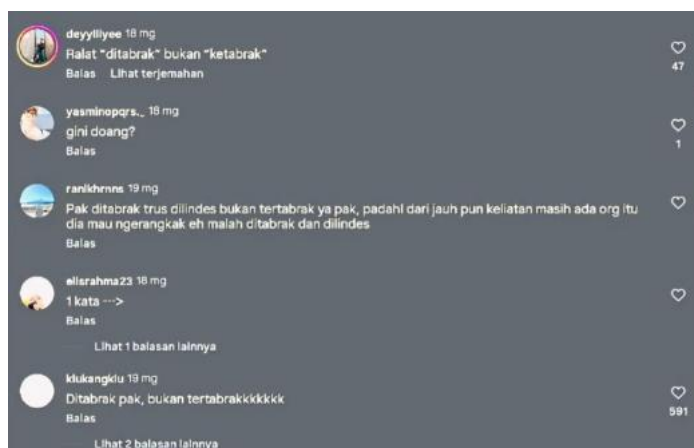 deyylliyee 18 mg
Ralat "ditabrak" bukan "ketabrak"
47
Balas Lihat terjemahan
yasminopqrs._ 18 mg
gini doang?
1
Balas
ranikhrnns 19 mg
Pak ditabrak trus dilindes bukan tertabrak ya pak, padahl dari jauh pun keliatan masih ada org itu
dia mau ngerangkak eh malah ditabrak dan dilindes
Balas
elisrahma23 18 mg
1 kata --->
Balas
Lihat 1 balasan lainnya
klukangklu 19 mg
Ditabrak pak, bukan tertabrakkkkkkk
591
Balas
Lihat 2 balasan lainnya